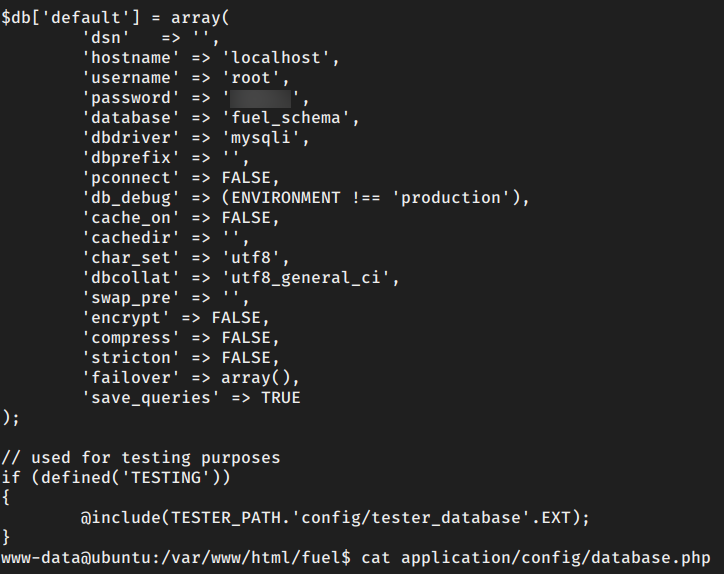 $db['default'] = array(
        'dsn'   => '',
        'hostname' => 'localhost',
        'username' => 'root',
        'password' => '',
        'database' => 'fuel_schema',
        'dbdriver' => 'mysqli',
        'dbprefix' => '',
        'pconnect' => FALSE,
        'db_debug' => (ENVIRONMENT !== 'production'),
        'cache_on' => FALSE,
        'cachedir' => '',
        'char_set' => 'utf8',
        'dbcollat' => 'utf8_general_ci',
        'swap_pre' => '',
        'encrypt' => FALSE,
        'compress' => FALSE,
        'stricton' => FALSE,
        'failover' => array(),
        'save_queries' => TRUE
);
// used for testing purposes
if (defined('TESTING'))
{
        @include(TESTER_PATH.'config/tester_database'.EXT);
}
www-data@ubuntu:/var/www/html/fuel$ cat application/config/database.php